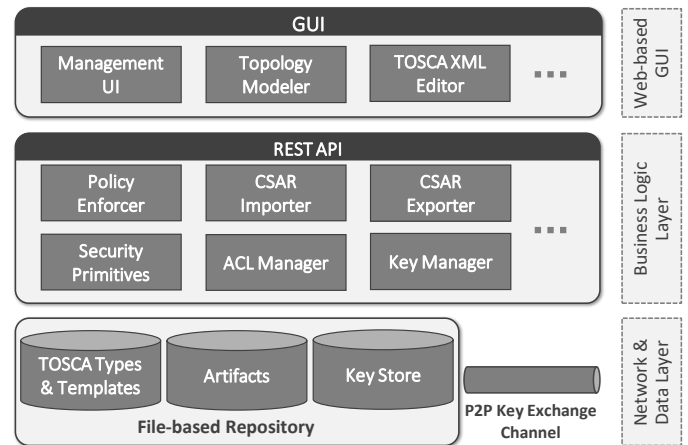 GUI
Management
UI
Topology
Modeler
TOSCA XML
Editor
Web-based
GUI
REST API
Policy
Enforcer
CSAR
Importer
CSAR
Exporter
Security
Primitives
ACL Manager
Key Manager
Business Logic
Layer
TOSCA Types
& Templates
Artifacts
Key Store
File-based Repository
P2P Key Exchange
Channel
Network &
Data Layer